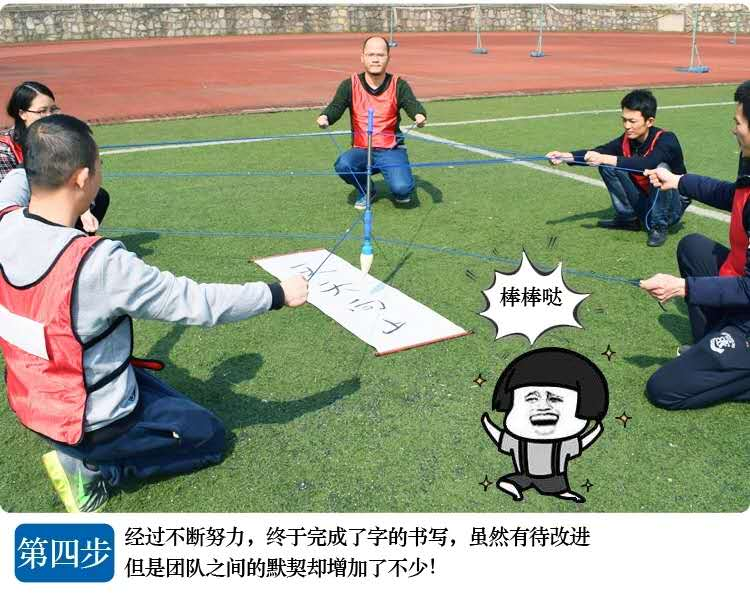 棒棒哒
第四步
经过不断努力，终于完成了字的书写，虽然有待改进
但是团队之间的默契却增加了不少！